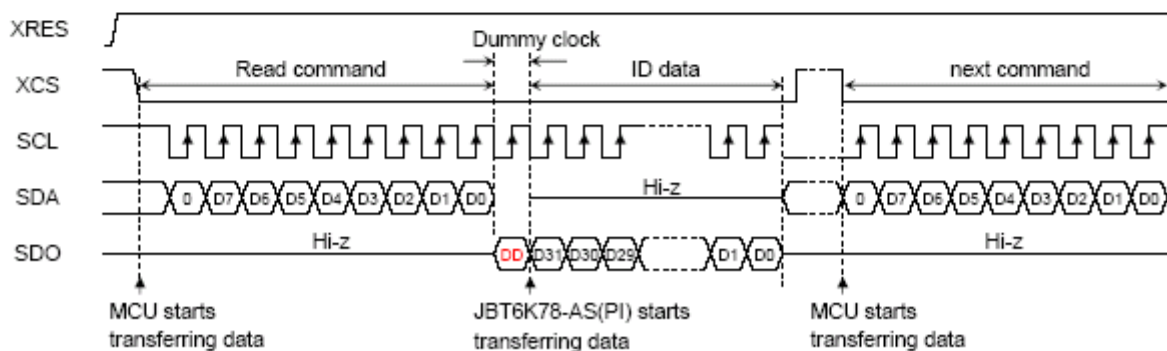 XRES
Dummy clock
XCS Read command ID data next command
SCL
SDA 0 D7 D6 D5 D4 D3 D2 D1 D0 Hi-z 0 D7 D6 D5 D4 D3 D2 D1 D0
SDO Hi-z DD D31 D30 D29 D1 D0 Hi-z
MCU starts JBT6K78-AS(PI) starts MCU starts
transferring data transferring data transferring data